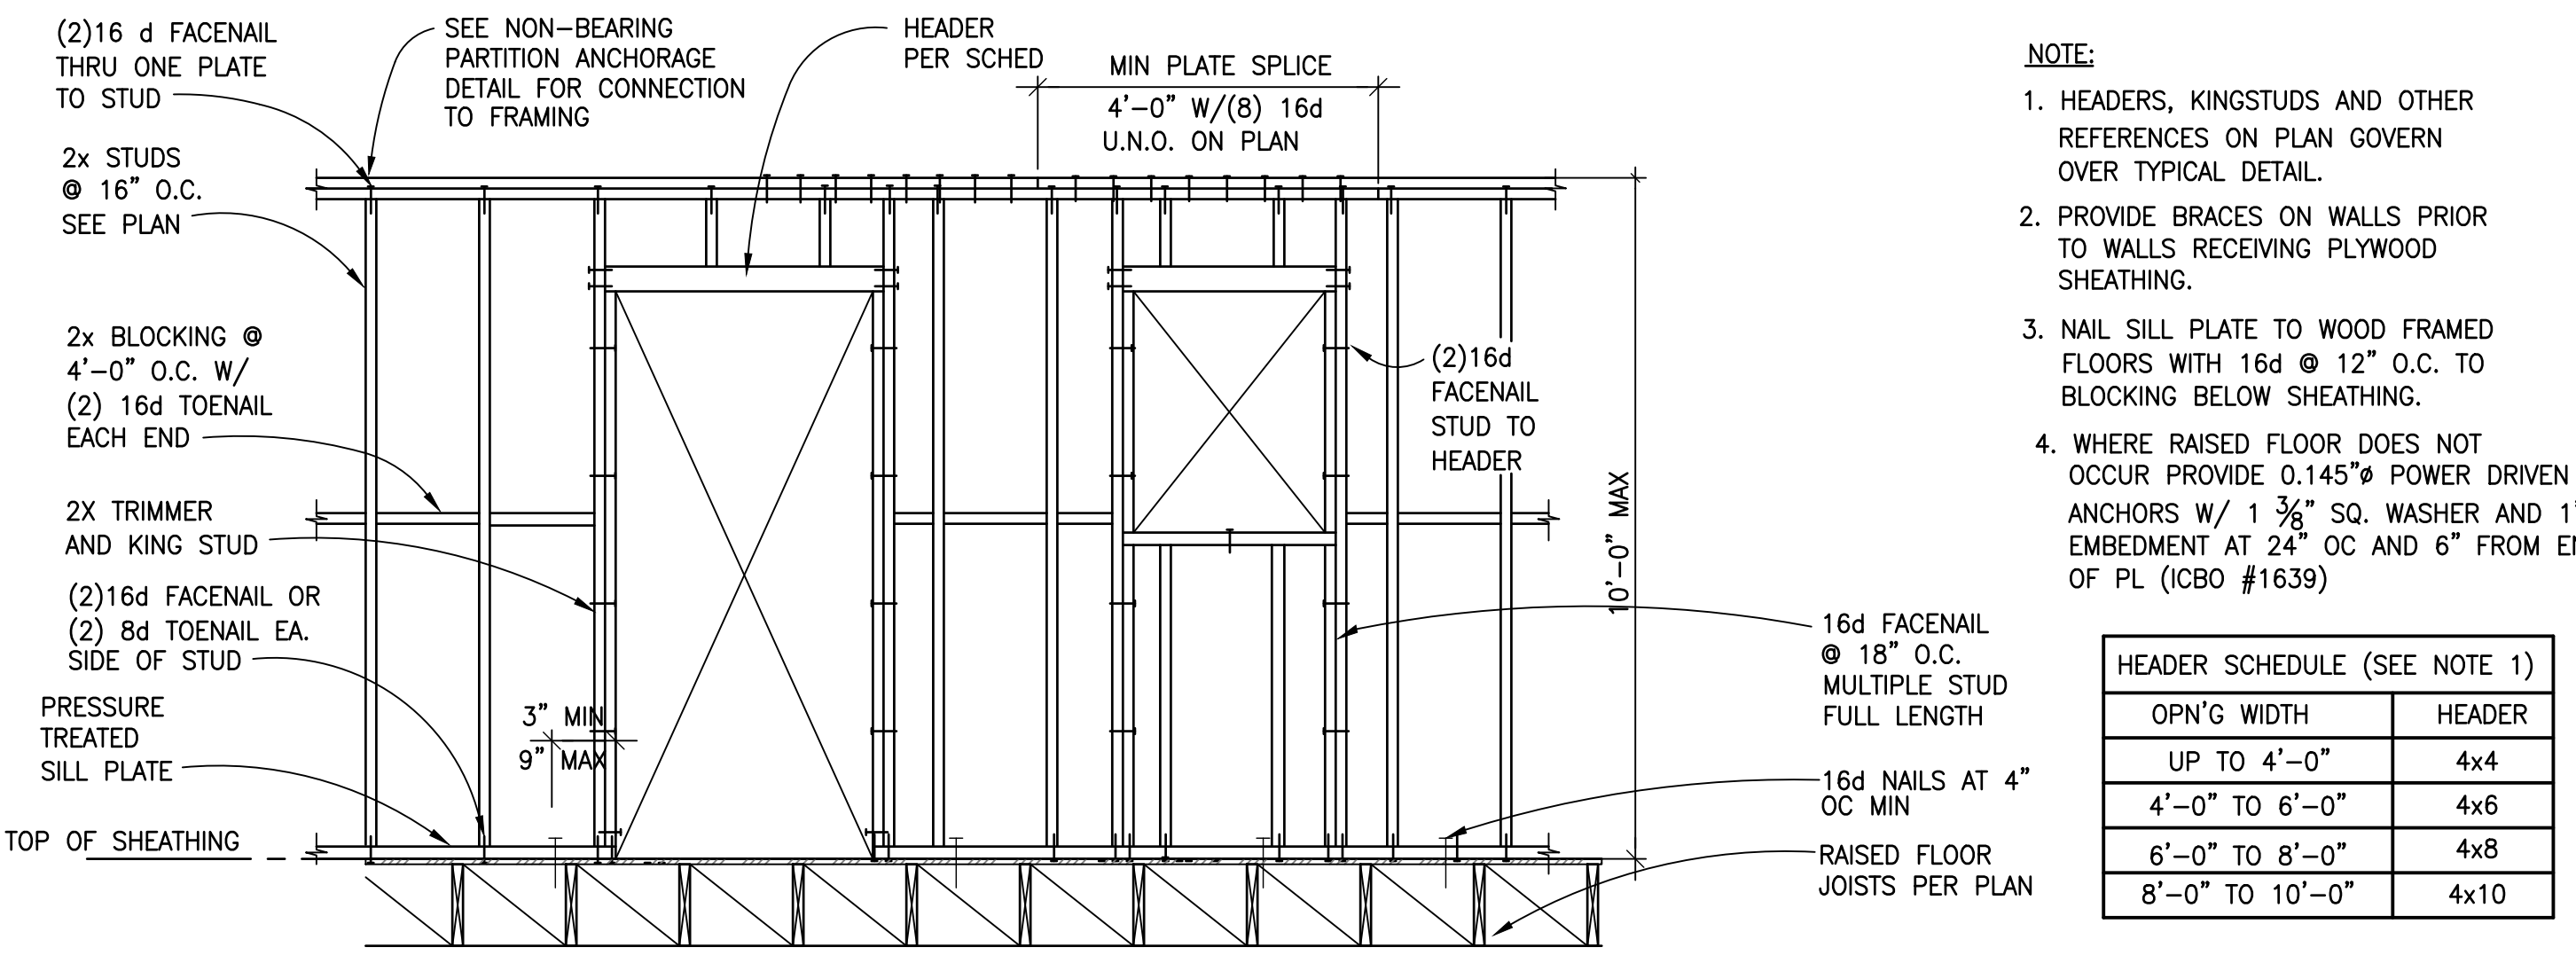 (2)16 d FACENAIL
THRU ONE PLATE
TO STUD
SEE NON-BEARING
PARTITION ANCHORAGE
DETAIL FOR CONNECTION
TO FRAMING
HEADER
PER SCHED
MIN PLATE SPLICE
4'-0" W/(8) 16d
U.N.O. ON PLAN
2x STUDS
@ 16" O.C.
SEE PLAN
2x BLOCKING @
4'-0" O.C. W/
(2) 16d TOENAIL
EACH END
2X TRIMMER
AND KING STUD
(2)16d FACENAIL OR
(2) 8d TOENAIL EA.
SIDE OF STUD
PRESSURE
TREATED
SILL PLATE
TOP OF SHEATHING
3" MIN
9" MAX
(2)16d
FACENAIL
STUD TO
HEADER
10'-0" MAX
16d FACENAIL
@ 18" O.C.
MULTIPLE STUD
FULL LENGTH
16d NAILS AT 4"
OC MIN
RAISED FLOOR
JOISTS PER PLAN
NOTE:
1. HEADERS, KINGSTUDS AND OTHER
REFERENCES ON PLAN GOVERN
OVER TYPICAL DETAIL.
2. PROVIDE BRACES ON WALLS PRIOR
TO WALLS RECEIVING PLYWOOD
SHEATHING.
3. NAIL SILL PLATE TO WOOD FRAMED
FLOORS WITH 16d @ 12" O.C. TO
BLOCKING BELOW SHEATHING.
4. WHERE RAISED FLOOR DOES NOT
OCCUR PROVIDE 0.145"ø POWER DRIVEN
ANCHORS W/ 1 3/8" SQ. WASHER AND
EMBEDMENT AT 24" OC AND 6" FROM
OF PL (ICBO #1639)
HEADER SCHEDULE (SEE NOTE 1)
OPN'G WIDTH HEADER
UP TO 4'-0" 4x4
4'-0" TO 6'-0" 4x6
6'-0" TO 8'-0" 4x8
8'-0" TO 10'-0" 4x10